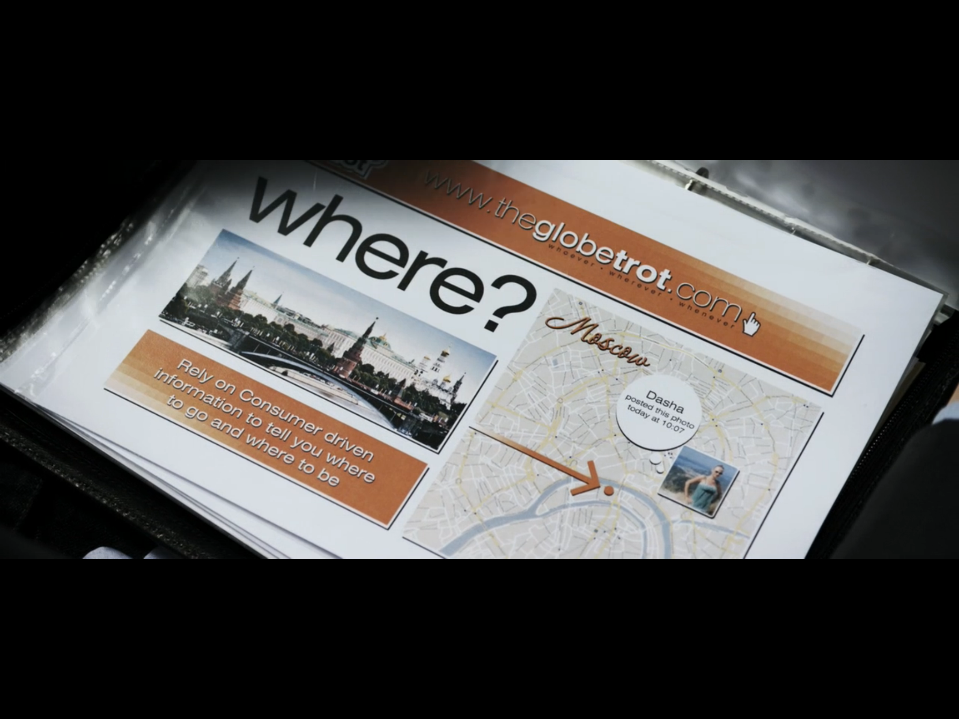 www.theglobetrot.com
whoever • wherever • whenever
where?
Moscow
Dasha
posted this photo
today at 10:07
Rely on Consumer driven
information to tell you where
to go and where to be